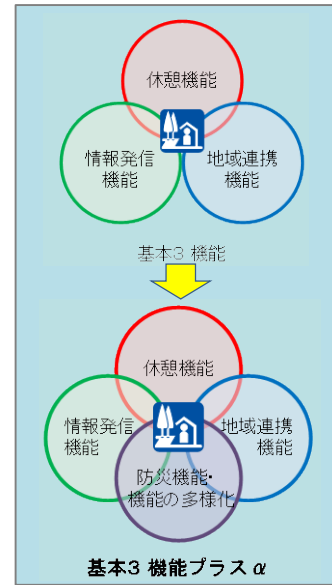 休憩機能
情報発信
機能
地域連携
機能
基本3 機能
休憩機能
情報発信
機能
地域連携
機能
防災機能・
機能の多様化
基本3 機能プラスα